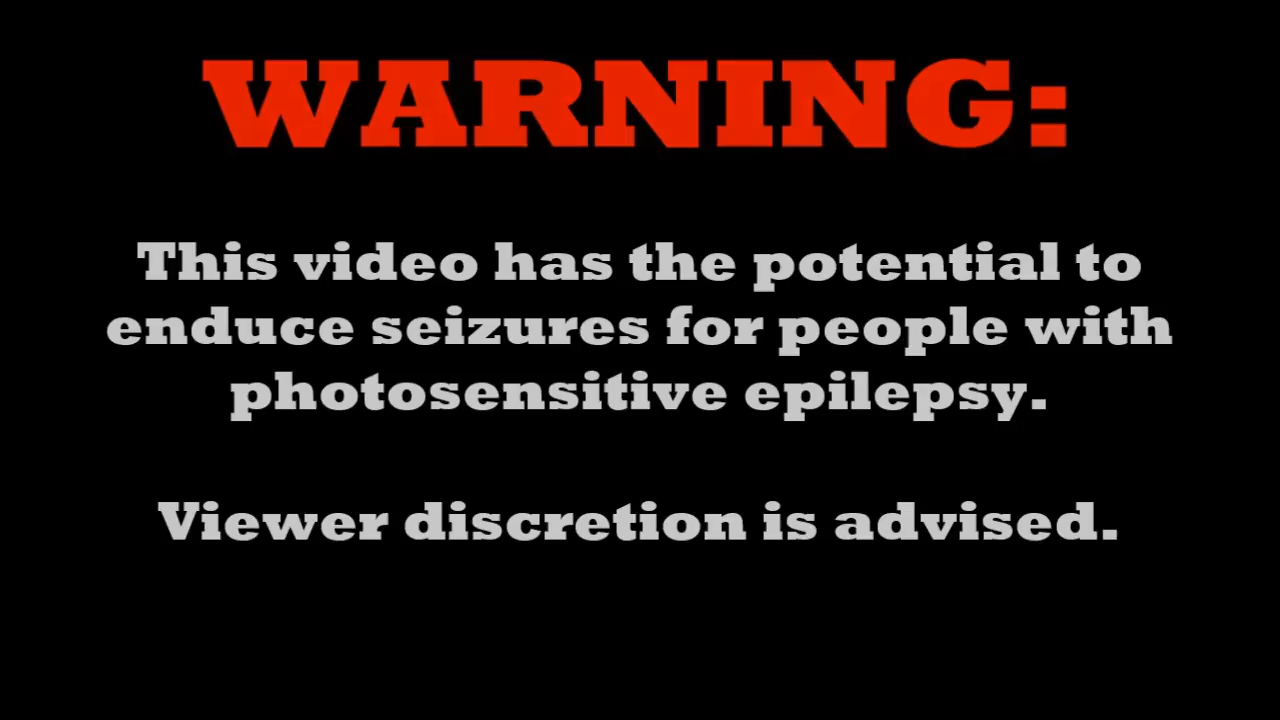 WARNING:
This video has the potential to
enduce seizures for people with
photosensitive epilepsy.
Viewer discretion is advised.